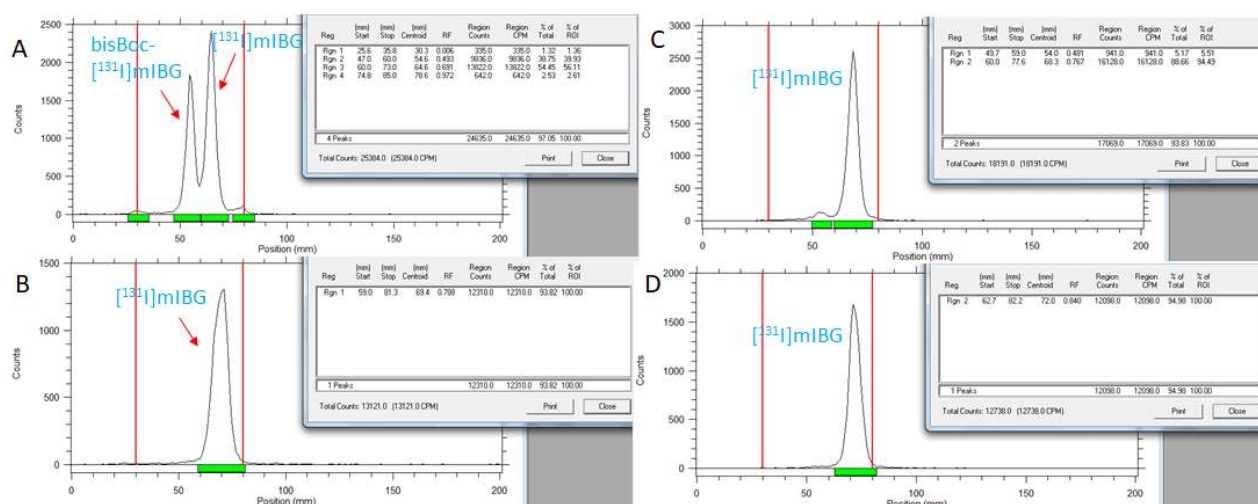 A
bisBoc-
[¹³¹I]mIBG
[¹³¹I]mIBG
2500
2000
1500
1000
500
0
Counts
0 50 100 150 200
Position (mm)
(mm) (mm) (mm) Region Region % of % of
Reg Start Stop Centroid RF Counts CPM Total ROI
Rgn 1 25.6 35.8 30.3 0.006 335.0 335.0 1.32 1.36
Rgn 2 47.0 60.0 54.6 0.493 9836.0 9836.0 38.75 39.93
Rgn 3 60.0 73.0 64.6 0.691 13822.0 13822.0 54.45 56.11
Rgn 4 74.8 85.0 78.6 0.972 642.0 642.0 2.53 2.61
4 Peaks 24635.0 24635.0 97.05 100.00
Total Counts: 25384.0 (25384.0 CPM)
Print Close
B
[¹³¹I]mIBG
1500
1000
500
0
Counts
0 50 100 150 200
Position (mm)
(mm) (mm) (mm) Region Region % of % of
Reg Start Stop Centroid RF Counts CPM Total ROI
Rgn 1 59.0 81.3 69.4 0.788 12310.0 12310.0 93.82 100.00
1 Peaks 12310.0 12310.0 93.82 100.00
Total Counts: 13121.0 (13121.0 CPM)
Print Close
C
[¹³¹I]mIBG
3000
2500
2000
1500
1000
500
0
Counts
0 50 100 150 200
Position (mm)
(mm) (mm) (mm) Region Region % of % of
Reg Start Stop Centroid RF Counts CPM Total ROI
Rgn 1 49.7 59.0 54.0 0.481 941.0 941.0 5.17 5.51
Rgn 2 60.0 77.6 68.3 0.767 16128.0 16128.0 88.66 94.49
2 Peaks 17069.0 17069.0 93.83 100.00
Total Counts: 18191.0 (18191.0 CPM)
Print Close
D
[¹³¹I]mIBG
2000
1500
1000
500
0
Counts
0 50 100 150 200
Position (mm)
(mm) (mm) (mm) Region Region % of % of
Reg Start Stop Centroid RF Counts CPM Total ROI
Rgn 2 62.7 82.2 72.0 0.840 12098.0 12098.0 94.98 100.00
1 Peaks 12098.0 12098.0 94.98 100.00
Total Counts: 12738.0 (12738.0 CPM)
Print Close